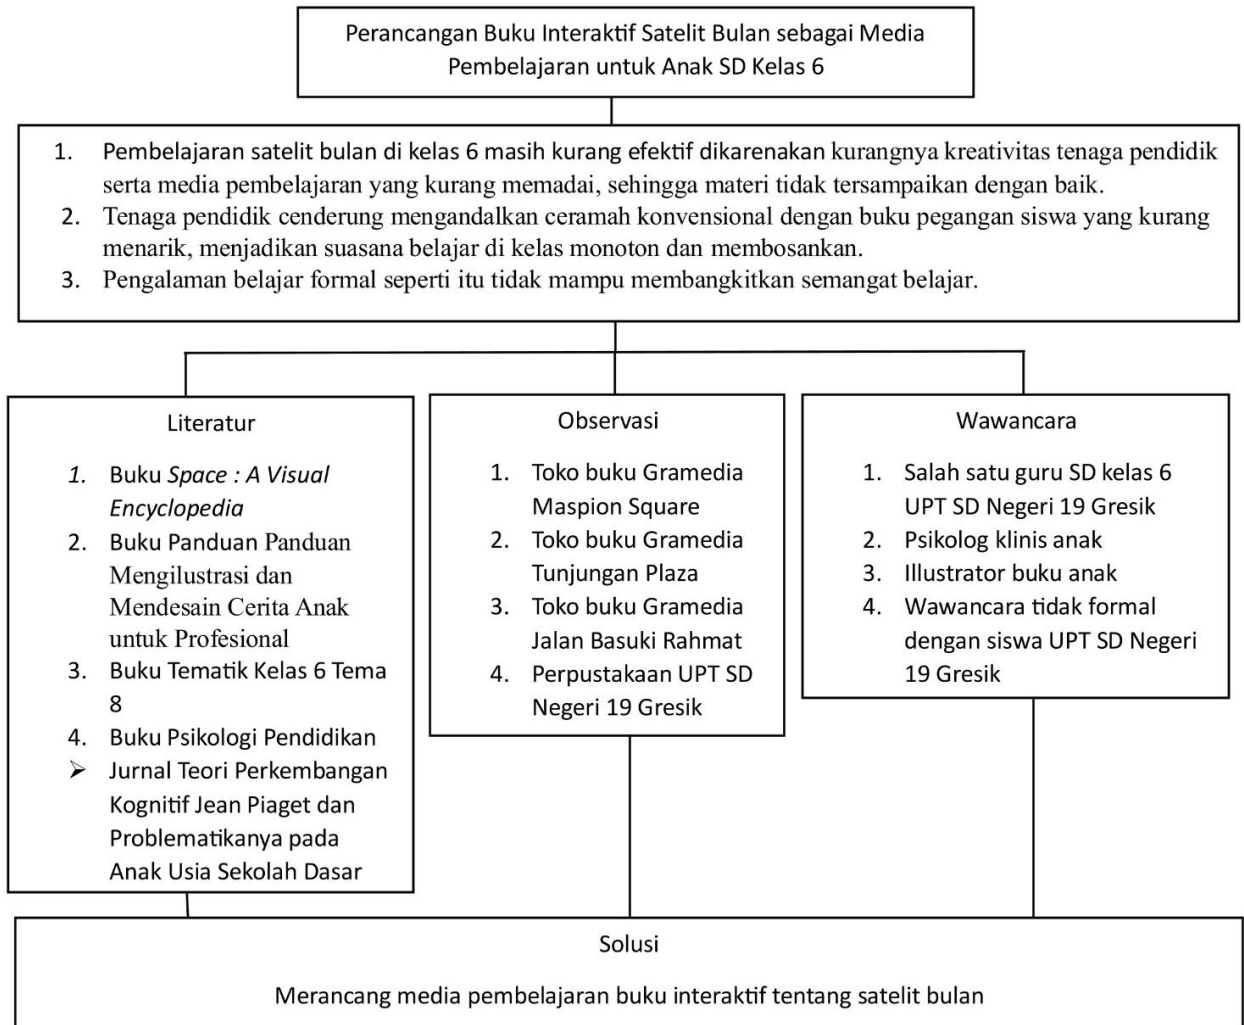 Perancangan Buku Interaktif Satelit Bulan sebagai Media
Pembelajaran untuk Anak SD Kelas 6
1. Pembelajaran satelit bulan di kelas 6 masih kurang efektif dikarenakan kurangnya kreativitas tenaga pendidik
serta media pembelajaran yang kurang memadai, sehingga materi tidak tersampaikan dengan baik.
2. Tenaga pendidik cenderung mengandalkan ceramah konvensional dengan buku pegangan siswa yang kurang
menarik, menjadikan suasana belajar di kelas monoton dan membosankan.
3. Pengalaman belajar formal seperti itu tidak mampu membangkitkan semangat belajar.
Literatur
1. Buku Space : A Visual
Encyclopedia
2. Buku Panduan Panduan
Mengilustrasi dan
Mendesain Cerita Anak
untuk Profesional
3. Buku Tematik Kelas 6 Tema
8
4. Buku Psikologi Pendidikan
➢ Jurnal Teori Perkembangan
Kognitif Jean Piaget dan
Problematikanya pada
Anak Usia Sekolah Dasar
Observasi
1. Toko buku Gramedia
Maspion Square
2. Toko buku Gramedia
Tunjungan Plaza
3. Toko buku Gramedia
Jalan Basuki Rahmat
4. Perpustakaan UPT SD
Negeri 19 Gresik
Wawancara
1. Salah satu guru SD kelas 6
UPT SD Negeri 19 Gresik
2. Psikolog klinis anak
3. Illustrator buku anak
4. Wawancara tidak formal
dengan siswa UPT SD Negeri
19 Gresik
Solusi
Merancang media pembelajaran buku interaktif tentang satelit bulan